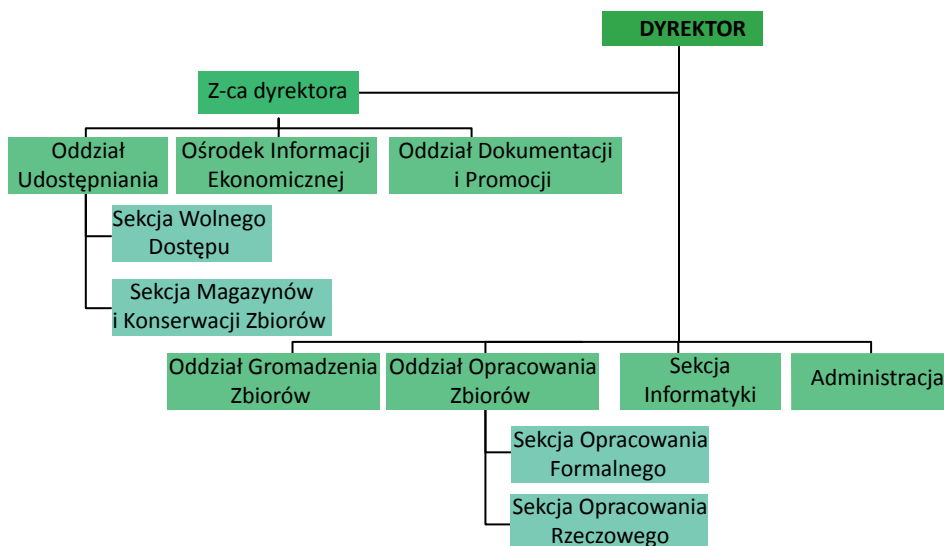 DYREKTOR
Z-ca dyrektora
Oddział
Udostępniania
Ośrodek Informacji
Ekonomicznej
Oddział Dokumentacji
i Promocji
Sekcja Wolnego
Dostępu
Sekcja Magazynów
i Konserwacji Zbiorów
Oddział Gromadzenia
Zbiorów
Oddział Opracowania
Zbiorów
Sekcja
Informatyki
Administracja
Sekcja Opracowania
Formalnego
Sekcja Opracowania
Rzeczowego